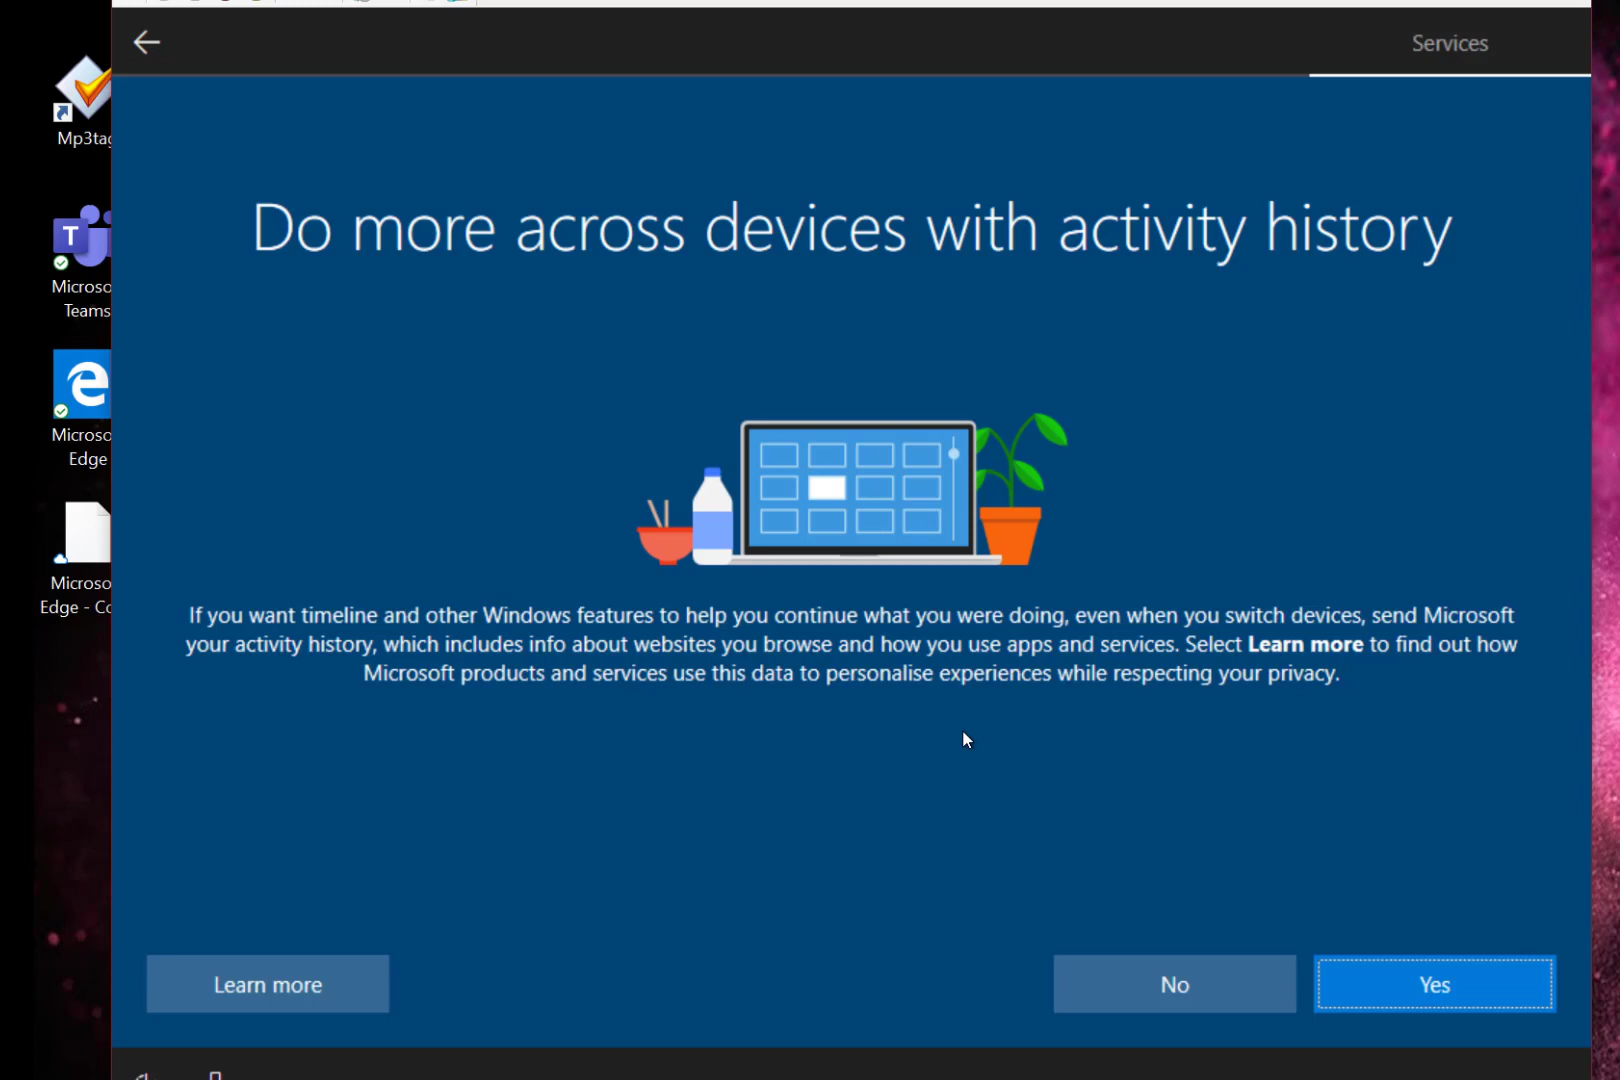 Services
Mp3tag
Do more across devices with activity history
T
Microso
Teams
Microso
Edge
Microso
Edge - Co
If you want timeline and other Windows features to help you continue what you were doing, even when you switch devices, send Microsoft
your activity history, which includes info about websites you browse and how you use apps and services. Select Learn more to find out how
Microsoft products and services use this data to personalise experiences while respecting your privacy.
Learn more
No
Yes